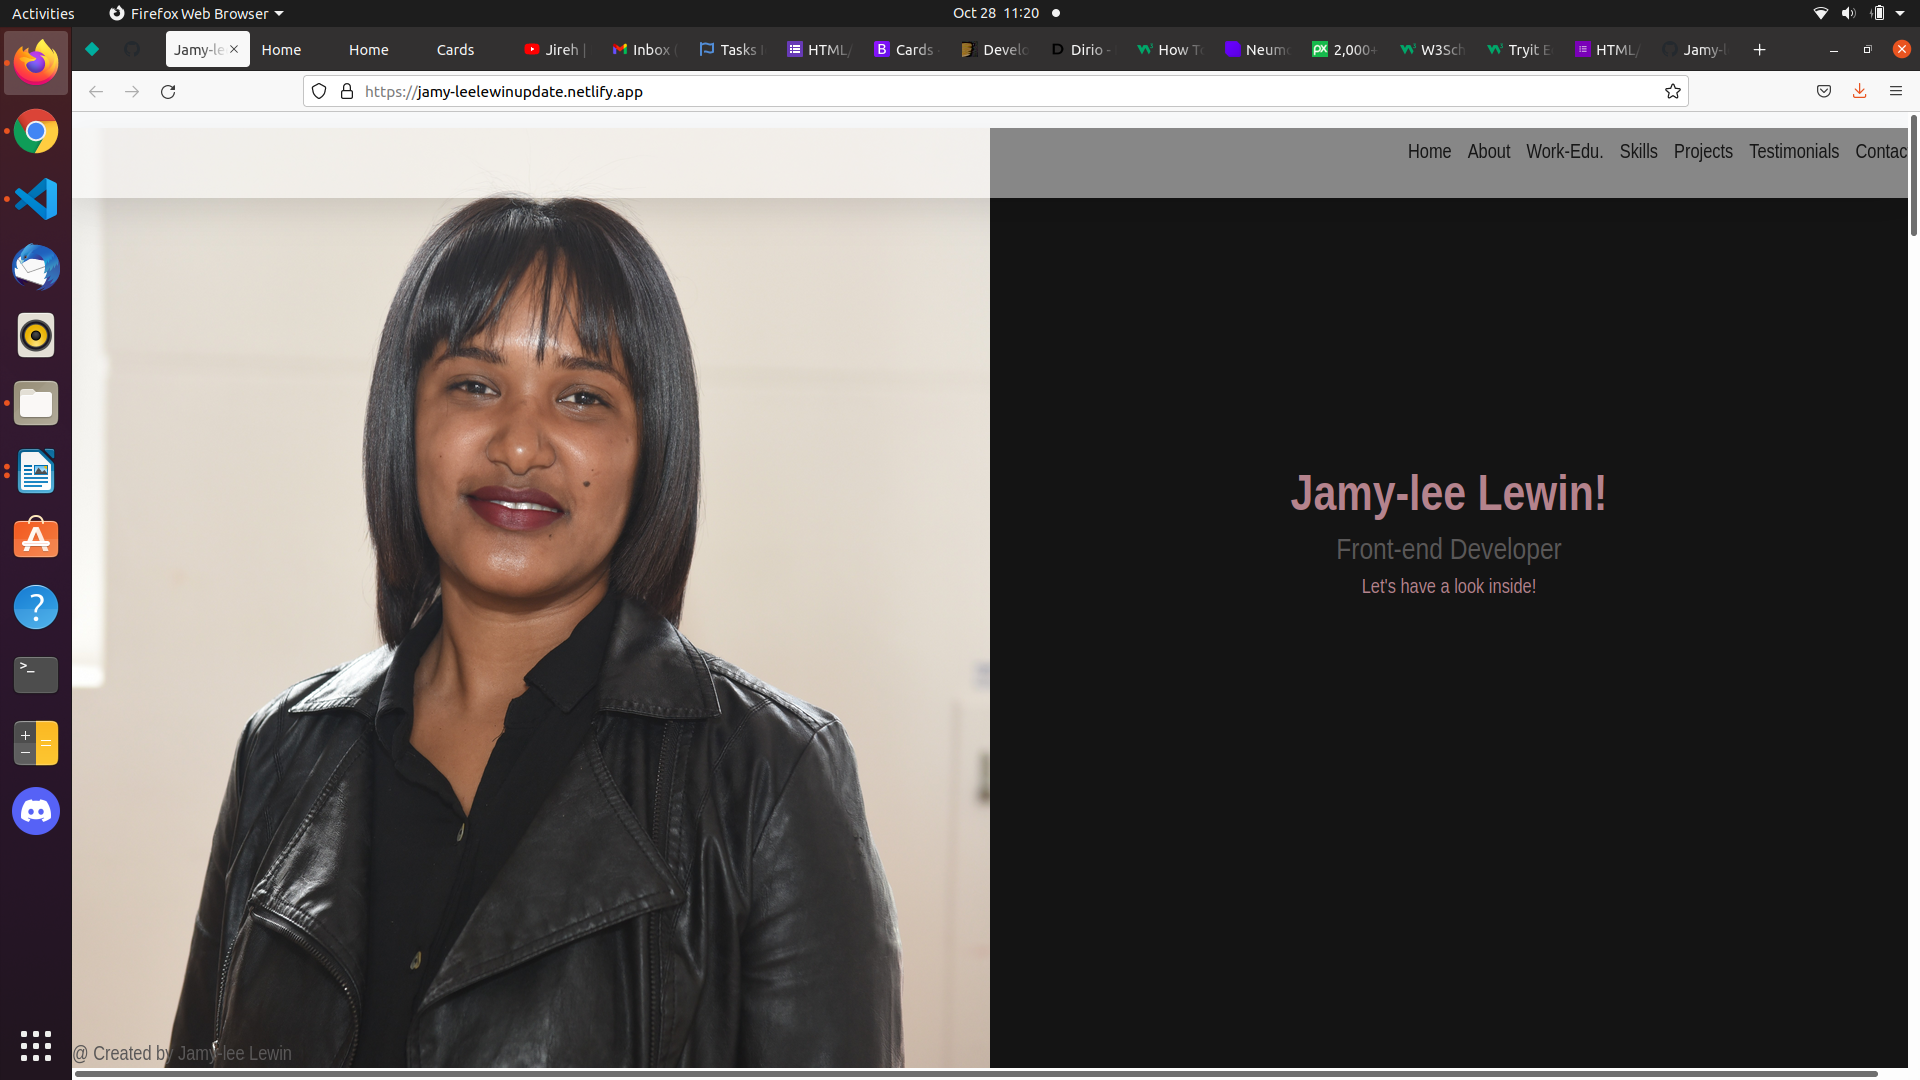 Activities Firefox Web Browser Oct 28 11:20
Jamy-le Home Home Cards Jireh | Inbox ( Tasks HTML/ Cards Develo Dirio - How To Neumo 2,000+ W3Sch Tryit E HTML/ Jamy-l
https://jamy-leelewinupdate.netlify.app
Home About Work-Edu. Skills Projects Testimonials Contac
Jamy-lee Lewin!
Front-end Developer
Let's have a look inside!
@ Created by Jamy-lee Lewin